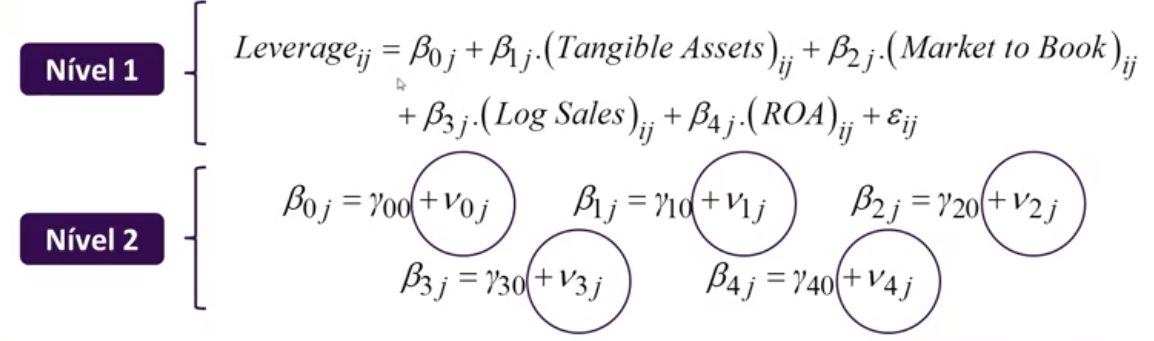 Nível 1
Leverage_ij = β_0j + β_1j.(Tangible Assets)_ij + β_2j.(Market to Book)_ij
+ β_3j.(Log Sales)_ij + β_4j.(ROA)_ij + ε_ij
Nível 2
β_0j = γ_00 + ν_0j β_1j = γ_10 + ν_1j β_2j = γ_20 + ν_2j
β_3j = γ_30 + ν_3j β_4j = γ_40 + ν_4j